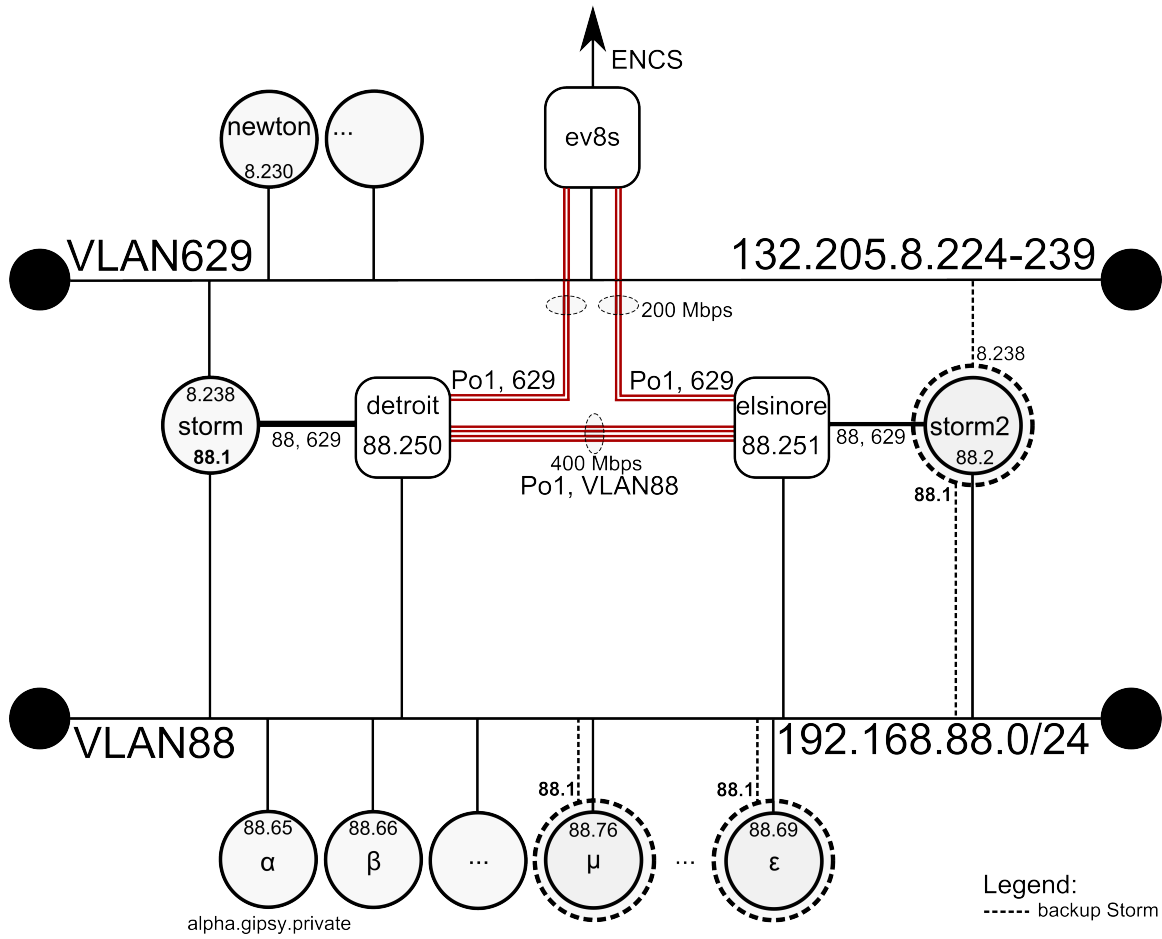 ENCS
newton
8.230
...
ev8s
VLAN629
132.205.8.224-239
200 Mbps
8.238
storm
88.1
88, 629
detroit
88.250
Po1, 629
Po1, 629
400 Mbps
Po1, VLAN88
elsinore
88.251
88, 629
8.238
storm2
88.2
88.1
VLAN88
192.168.88.0/24
88.65
α
88.66
β
...
88.1
88.76
μ
...
88.1
88.69
ε
alpha.gipsy.private
Legend:
backup Storm